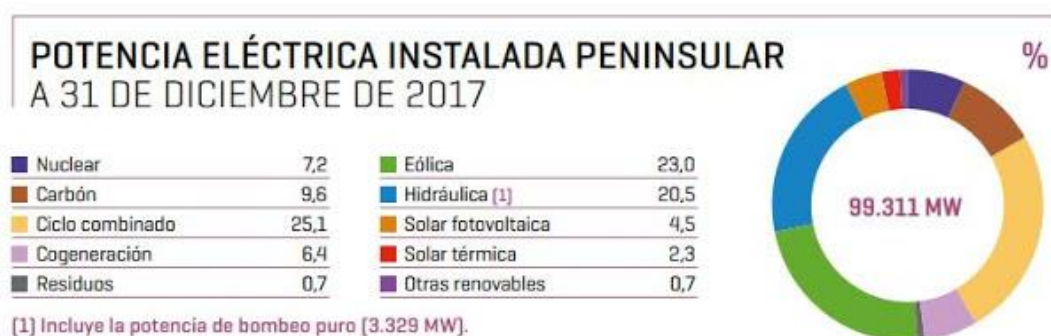 POTENCIA ELÉCTRICA INSTALADA PENINSULAR
A 31 DE DICIEMBRE DE 2017
%
Nuclear 7,2
Carbón 9,6
Ciclo combinado 25,1
Cogeneración 6,4
Residuos 0,7
Eólica 23,0
Hidráulica (1) 20,5
Solar fotovoltaica 4,5
Solar térmica 2,3
Otras renovables 0,7
99.311 MW
(1) Incluye la potencia de bombeo puro (3.329 MW).